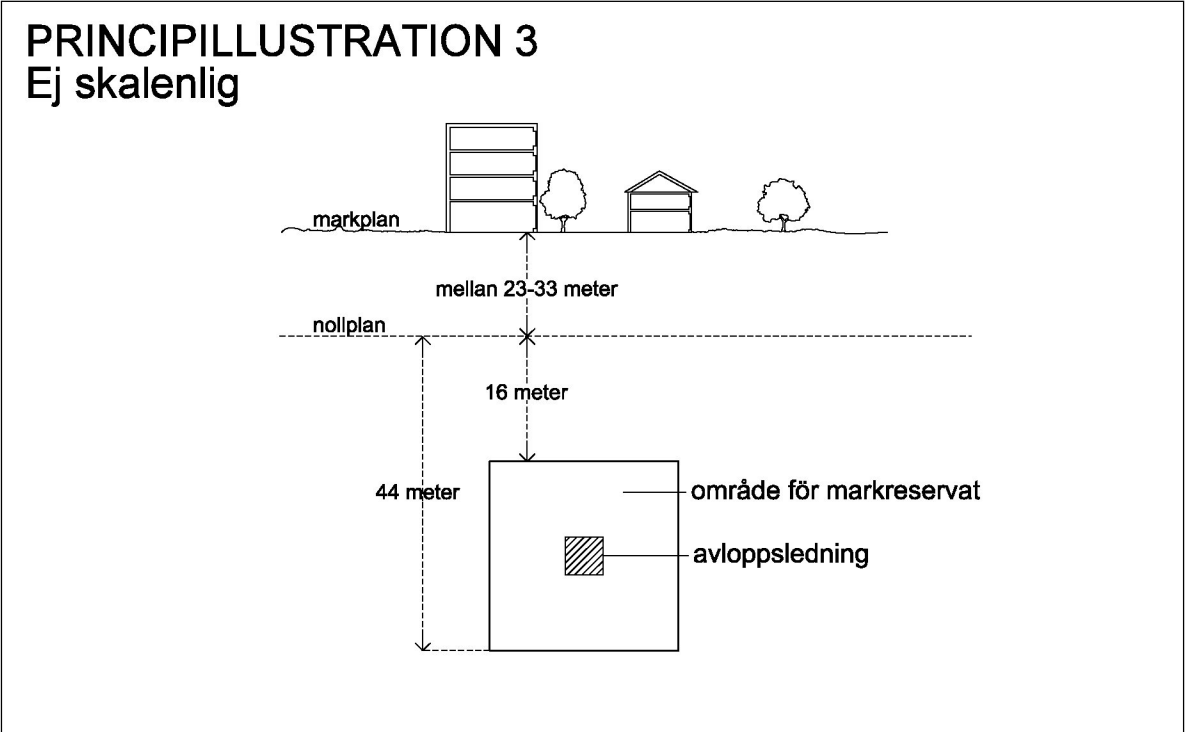 PRINCIPILLUSTRATION 3
Ej skalenlig
markplan
mellan 23-33 meter
nollplan
16 meter
44 meter
område för markreservat
avloppsledning